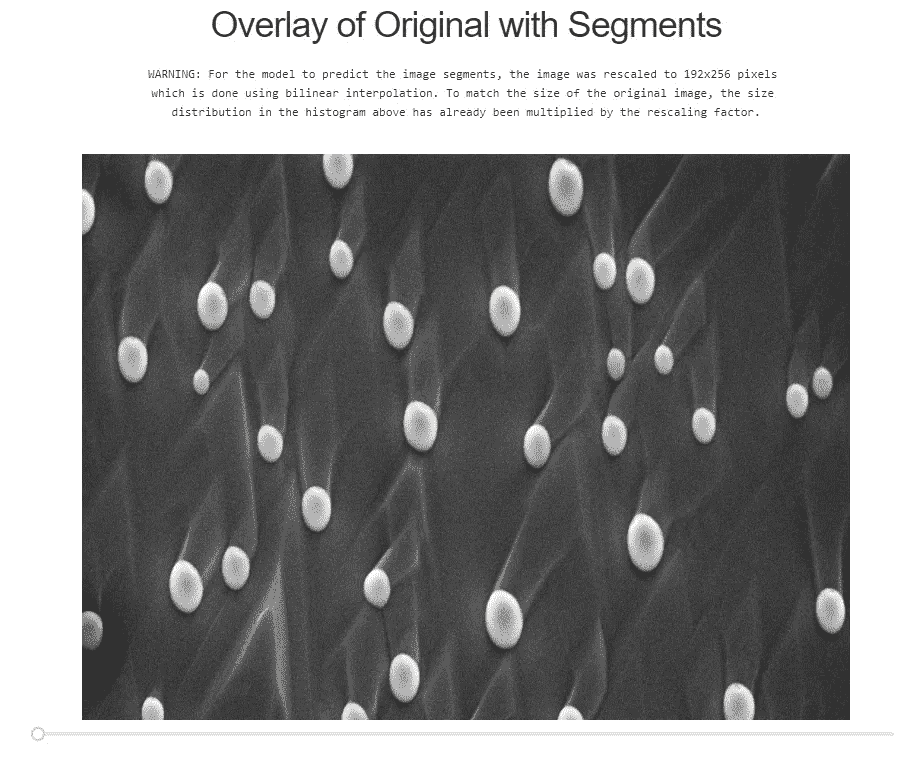 Overlay of Original with Segments
WARNING: For the model to predict the image segments, the image was rescaled to 192x256 pixels
which is done using bilinear interpolation. To match the size of the original image, the size
distribution in the histogram above has already been multiplied by the rescaling factor.